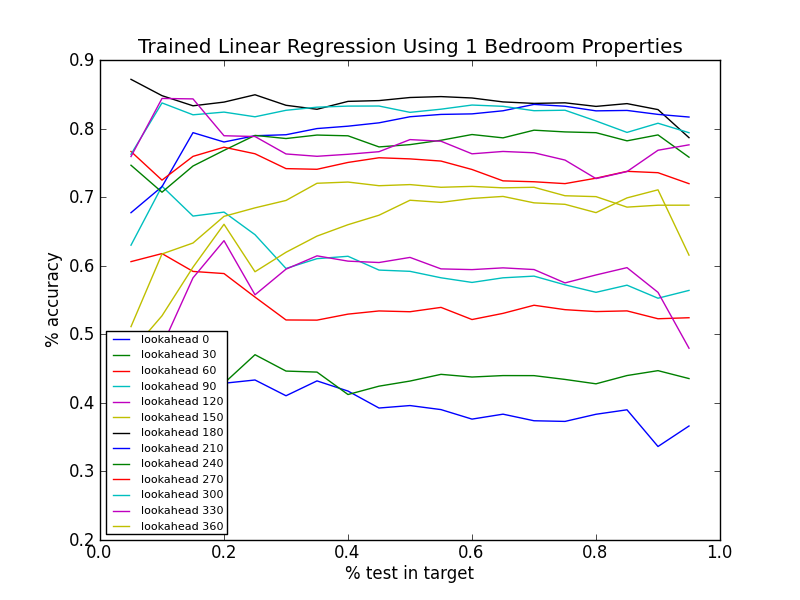 Trained Linear Regression Using 1 Bedroom Properties
0.9
0.8
0.7
0.6
0.5
0.4
0.3
0.2
% accuracy
lookahead 0
lookahead 30
lookahead 60
lookahead 90
lookahead 120
lookahead 150
lookahead 180
lookahead 210
lookahead 240
lookahead 270
lookahead 300
lookahead 330
lookahead 360
0.0 0.2 0.4 0.6 0.8 1.0
% test in target